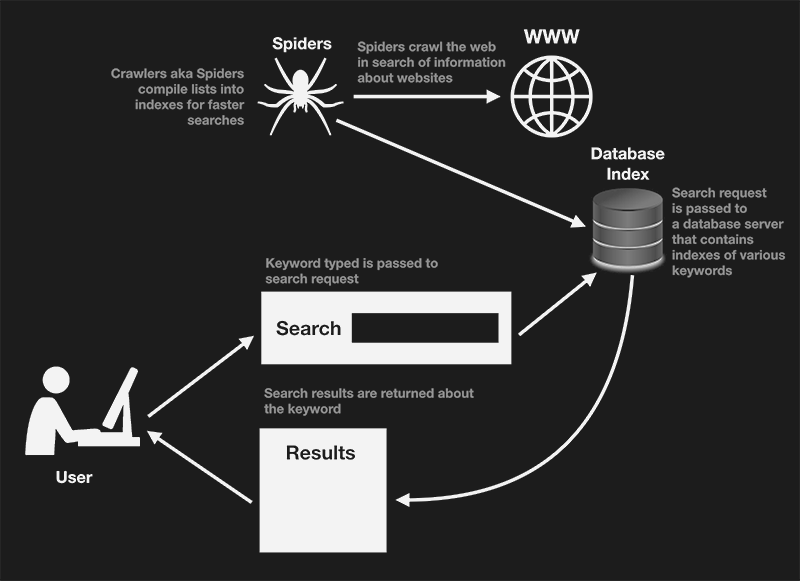 Spiders
Crawlers aka Spiders
compile lists into
indexes for faster
searches
Spiders crawl the web
in search of information
about websites
WWW
Database
Index
Search request
is passed to
a database server
that contains
indexes of various
keywords
Keyword typed is passed to
search request
Search
Search results are returned about
the keyword
Results
User